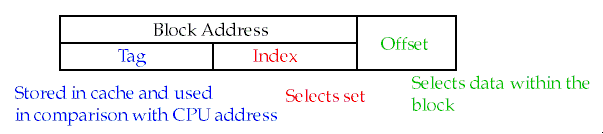 Block Address
Offset
Tag
Index
Stored in cache and used
in comparison with CPU address
Selects set
Selects data within the
block